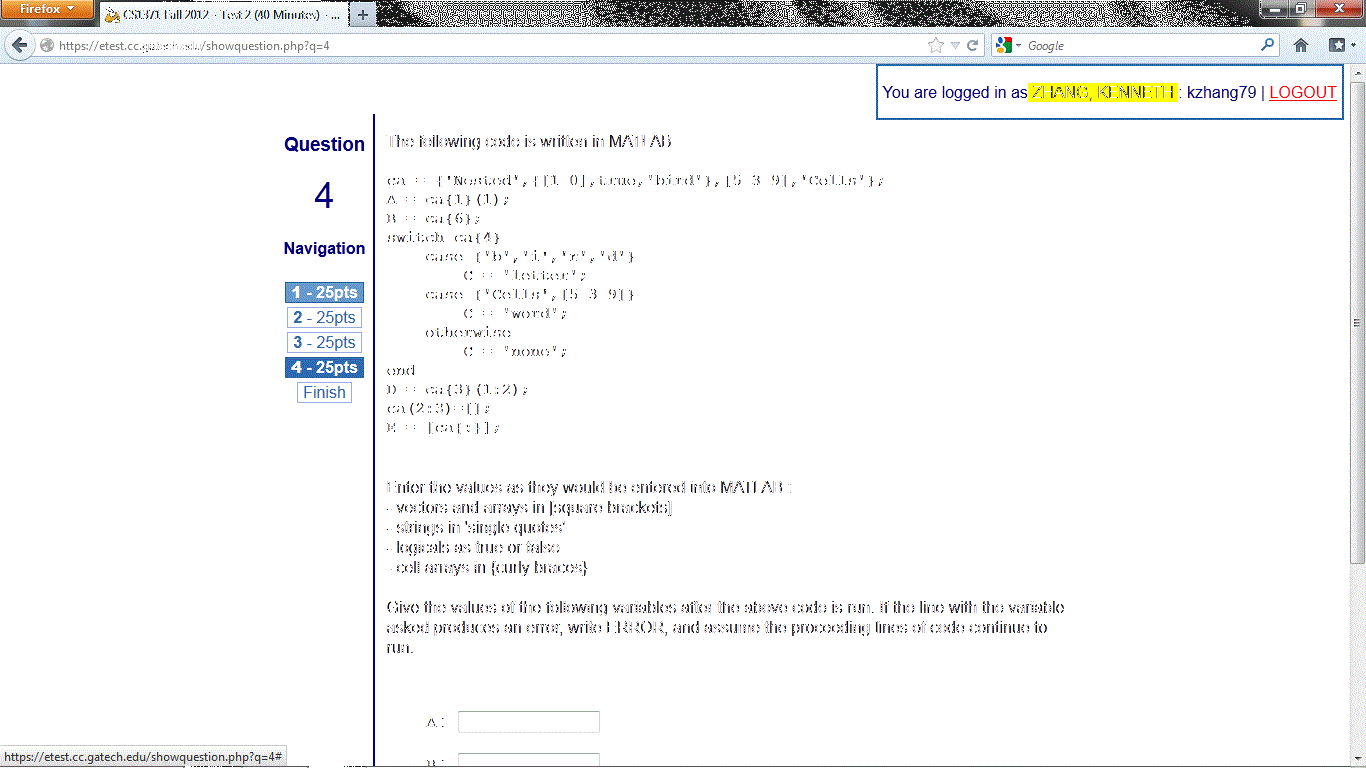 Firefox
CS1371 Fall 2012 - Test 2 (40 Minutes) - ...
https://etest.cc.gatech.edu/showquestion.php?q=4
Google
You are logged in as ZHANG, KENNETH : kzhang79 | LOGOUT
Question
4
Navigation
1 - 25pts
2 - 25pts
3 - 25pts
4 - 25pts
Finish
The following code is written in MATLAB
ca = {'Nested',{[1 0],true,'bird'},[5 3 9],'Cells'};
A = ca{1}(1);
B = ca{6};
switch ca{4}
case {'b','i','r','d'}
C = 'letter';
case {'Cells',[5 3 9]}
C = 'word';
otherwise
C = 'none';
end
D = ca{3}(1:2);
ca(2:3)=[];
E = [ca{:}];
Enter the values as they would be entered into MATLAB :
- vectors and arrays in [square brackets]
- strings in 'single quotes'
- logicals as true or false
- cell arrays in {curly braces}
Give the values of the following variables after the above code is run. If the line with the variable
asked produces an error, write ERROR, and assume the proceeding lines of code continue to
run.
A :
B :
https://etest.cc.gatech.edu/showquestion.php?q=4#